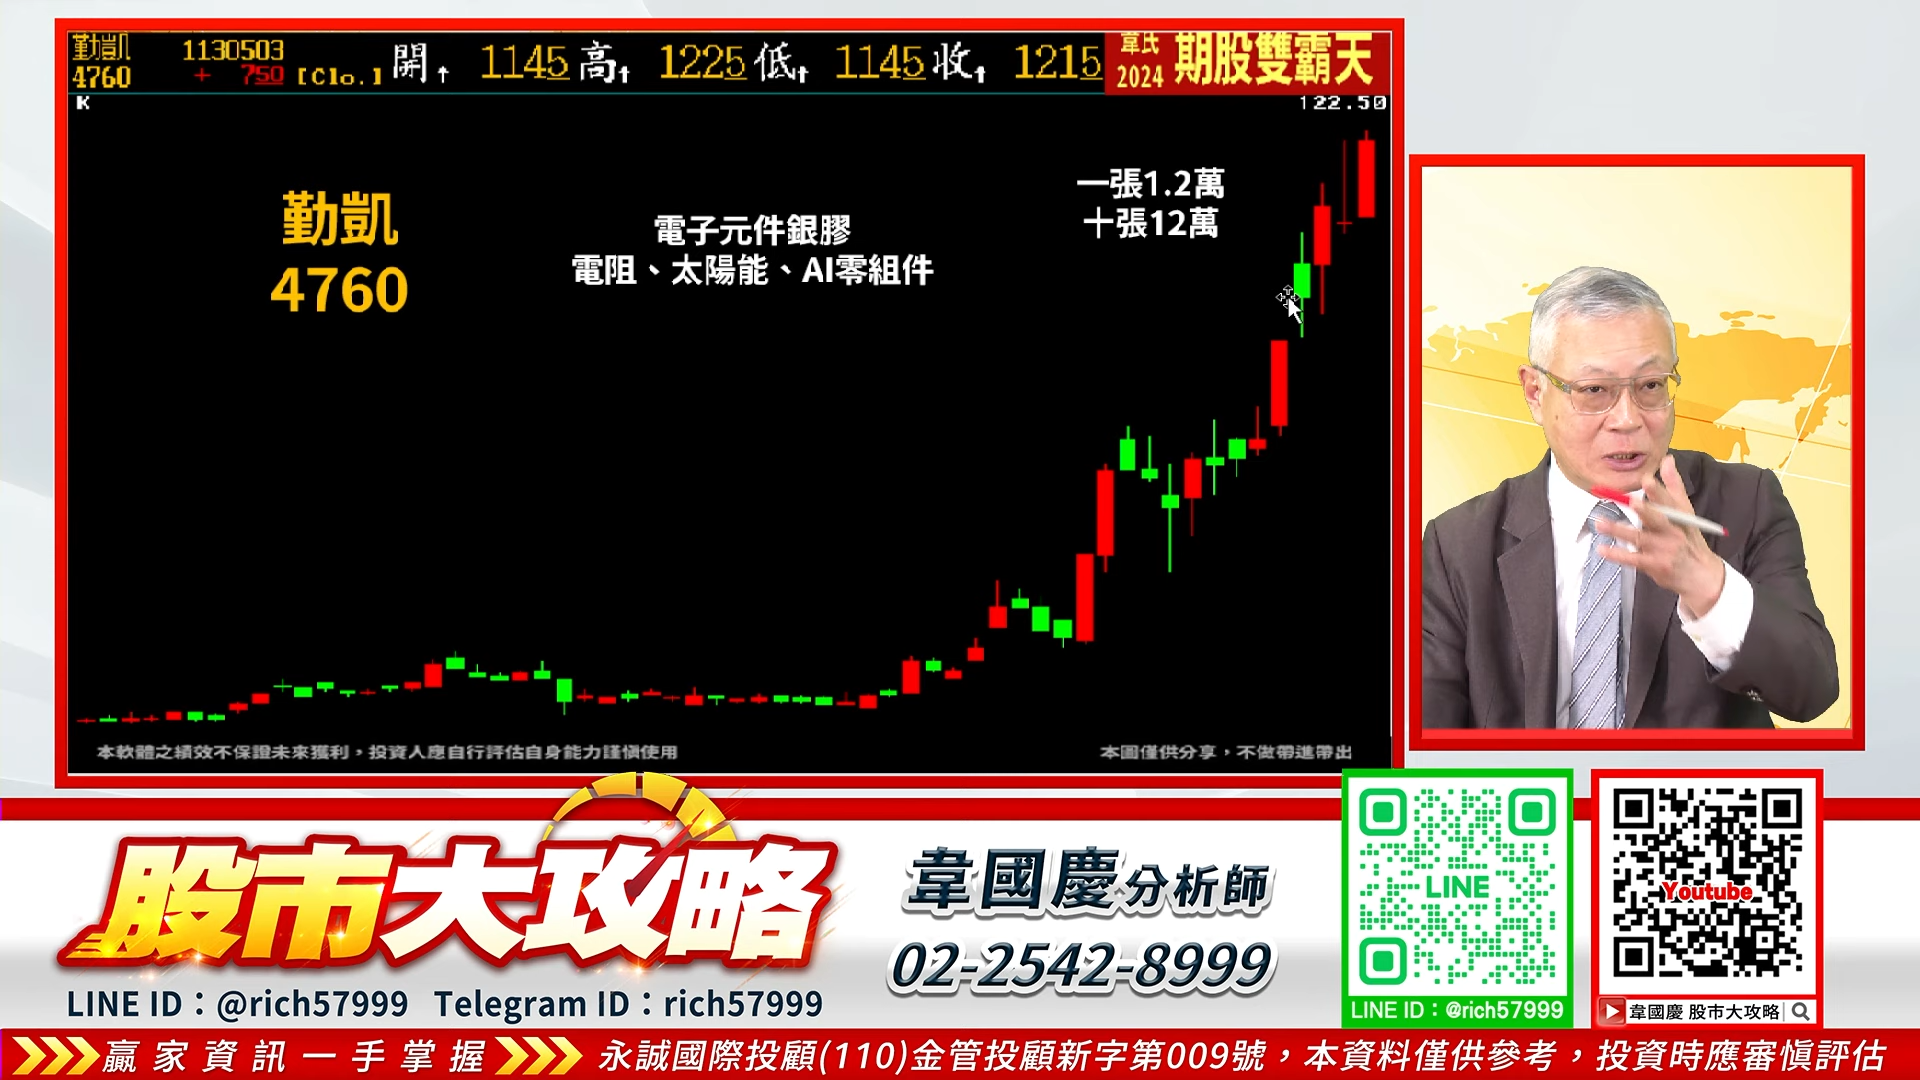 勤凱
4760
1130503
+ 750 [Clo.]
開↑ 1145 高↑ 1225 低↑ 1145 收↑ 1215
韋氏
2024
期股雙霸天
K
122.50
勤凱
4760
電子元件銀膠
電阻、太陽能、AI零組件
一張1.2萬
十張12萬
本軟體之績效不保證未來獲利，投資人應自行評估自身能力謹慎使用
本圖僅供分享，不做帶進帶出
股市大攻略
LINE ID：@rich57999 Telegram ID：rich57999
韋國慶分析師
02-2542-8999
LINE
LINE ID：@rich57999
Youtube
韋國慶 股市大攻略
贏家資訊一手掌握
永誠國際投顧(110)金管投顧新字第009號，本資料僅供參考，投資時應審慎評估